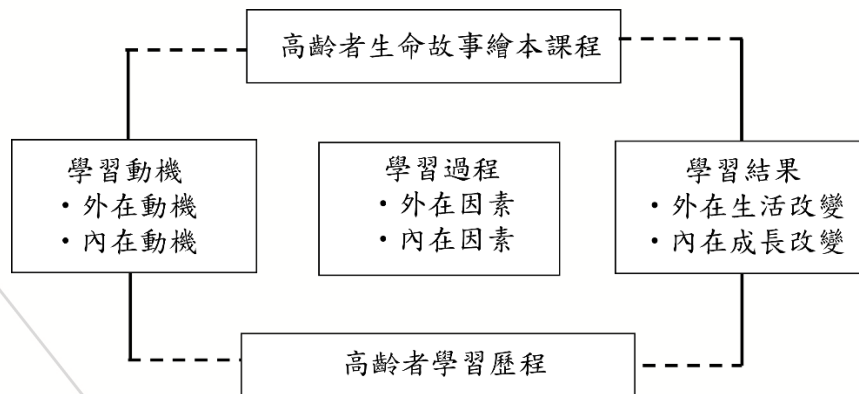 高齡者生命故事繪本課程
學習動機
・外在動機
・內在動機
學習過程
・外在因素
・內在因素
學習結果
・外在生活改變
・內在成長改變
高齡者學習歷程